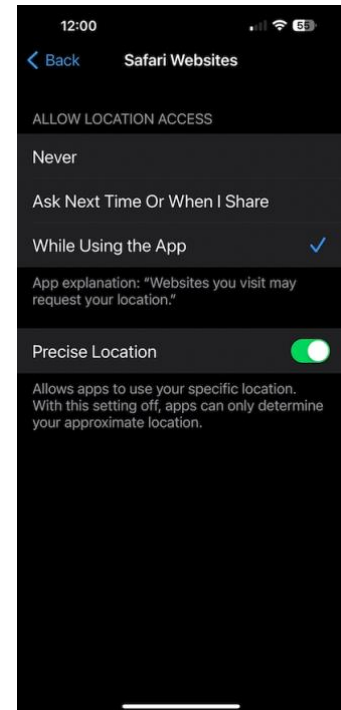 12:00
55
Back
Safari Websites
ALLOW LOCATION ACCESS
Never
Ask Next Time Or When I Share
While Using the App
App explanation: “Websites you visit may
request your location.”
Precise Location
Allows apps to use your specific location.
With this setting off, apps can only determine
your approximate location.